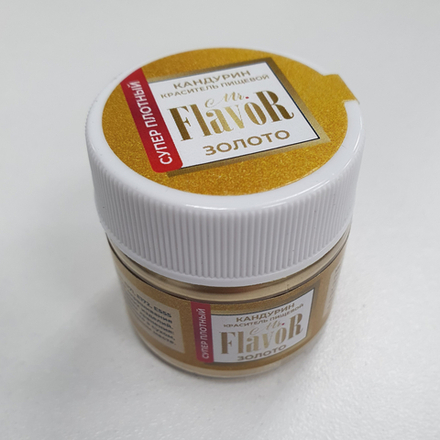 СУПЕР ПЛОТНЫЙ
КАНДУРИН
КРАСИТЕЛЬ ПИЩЕВОЙ
Mr.
FlavoR
ЗОЛОТО
СУПЕР ПЛОТНЫЙ
КАНДУРИН
КРАСИТЕЛЬ ПИЩЕВОЙ
Mr.
FlavoR
ЗОЛОТО